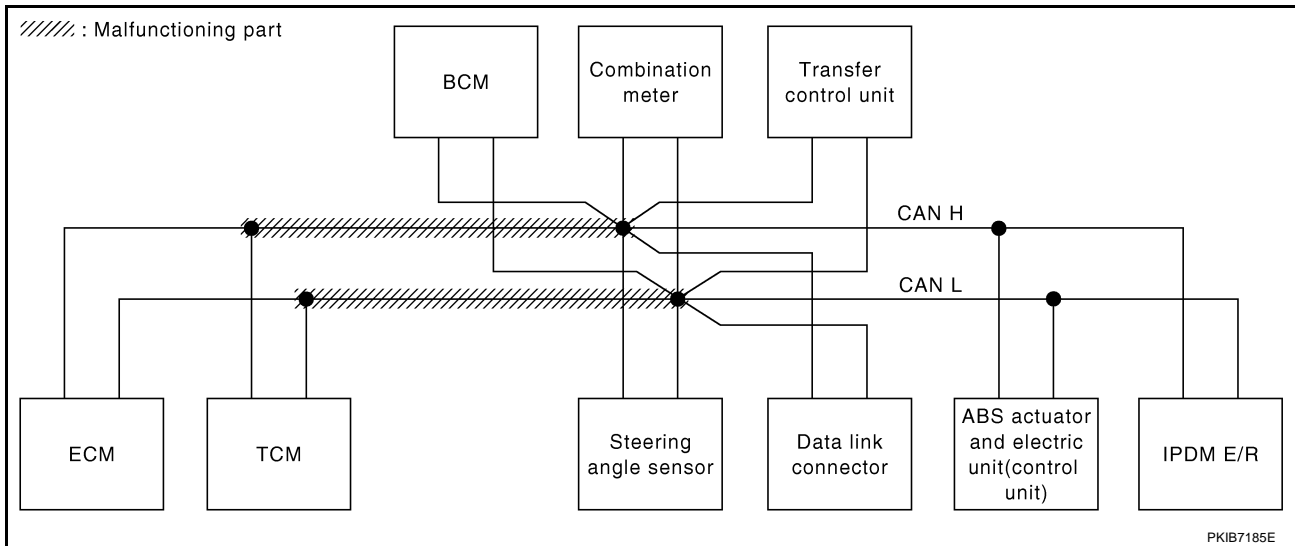 : Malfunctioning part
BCM
Combination
meter
Transfer
control unit
CAN H
CAN L
ECM
TCM
Steering
angle sensor
Data link
connector
ABS actuator
and electric
unit(control
unit)
IPDM E/R
PKIB7185E